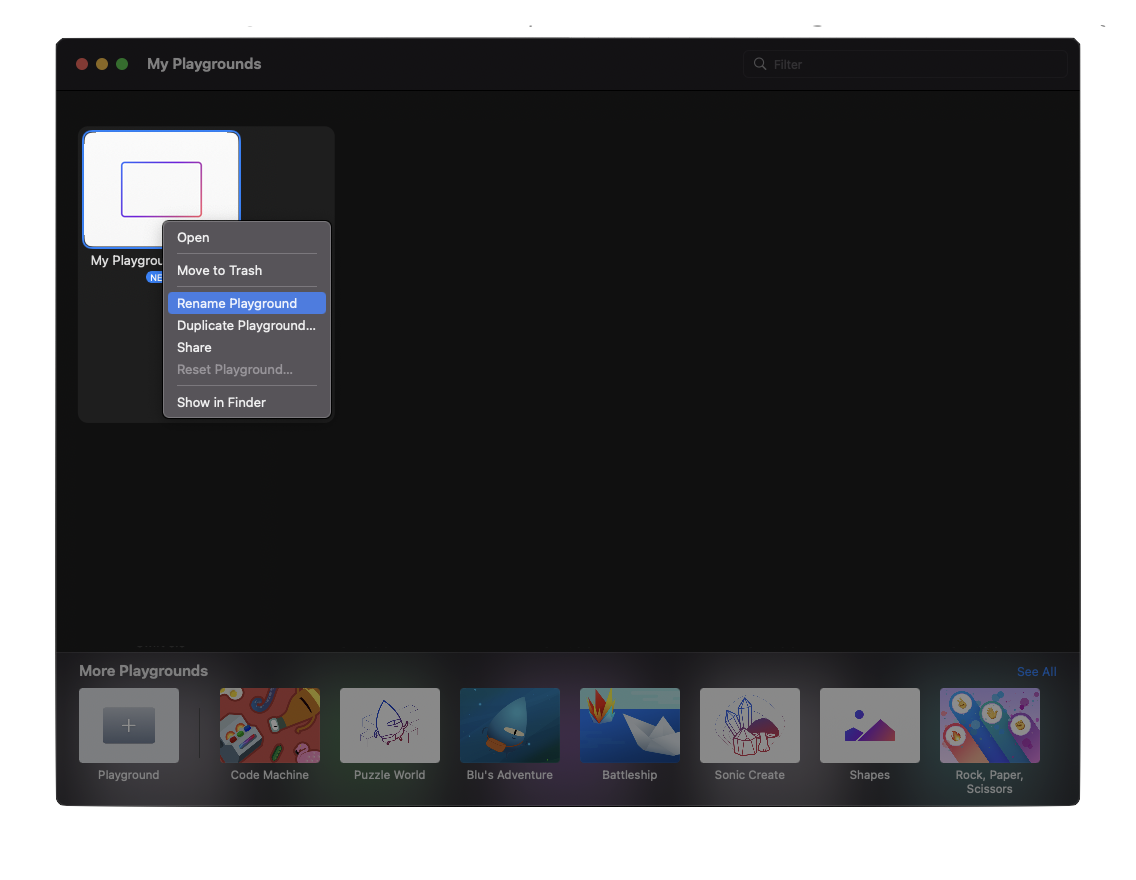 My Playgrounds
Filter
My Playgrou
NE
Open
Move to Trash
Rename Playground
Duplicate Playground...
Share
Reset Playground...
Show in Finder
More Playgrounds
See All
Playground
Code Machine
Puzzle World
Blu's Adventure
Battleship
Sonic Create
Shapes
Rock, Paper,
Scissors